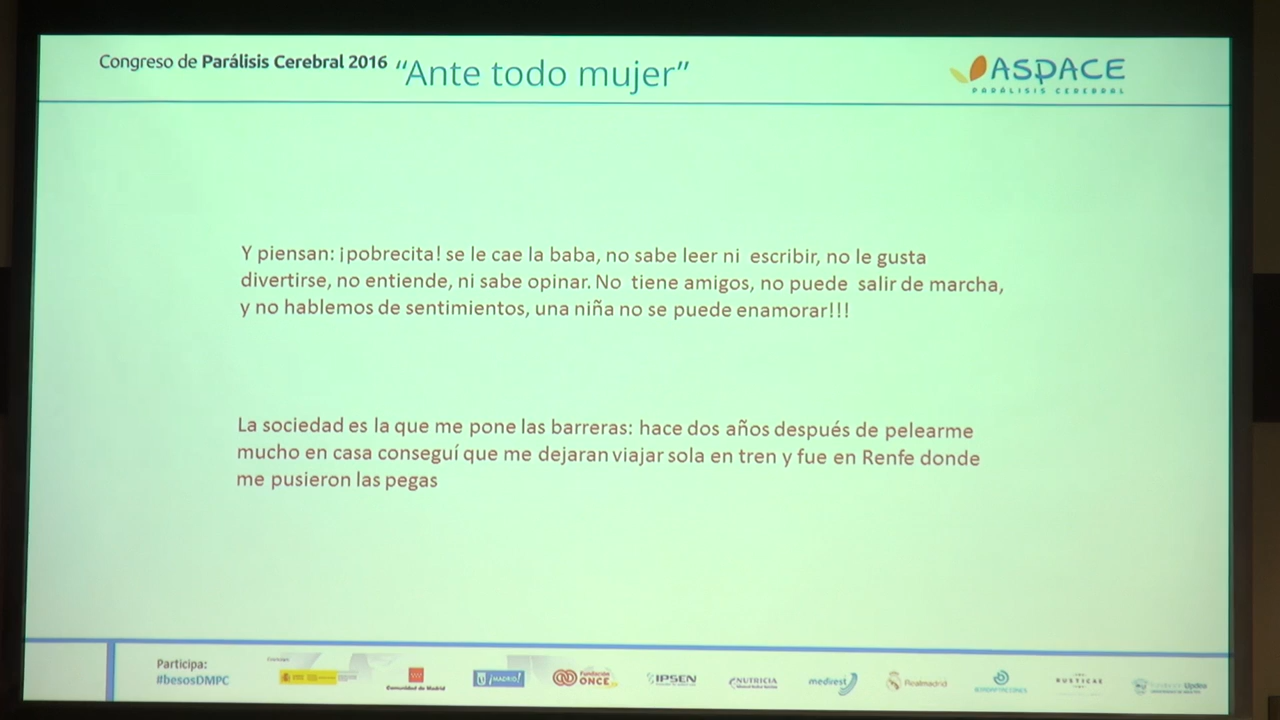 Congreso de Parálisis Cerebral 2016 "Ante todo mujer"
ASPACE
PARÁLISIS CEREBRAL
Y piensan: ¡pobrecita! se le cae la baba, no sabe leer ni escribir, no le gusta
divertirse, no entiende, ni sabe opinar. No tiene amigos, no puede salir de marcha,
y no hablemos de sentimientos, una niña no se puede enamorar!!!
La sociedad es la que me pone las barreras: hace dos años después de pelearme
mucho en casa conseguí que me dejaran viajar sola en tren y fue en Renfe donde
me pusieron las pegas
Participa:
#besosDMPC
Comunidad de Madrid
¡MADRID!
Fundación
ONCE
IPSEN
NUTRICIA
medirest
Realmadrid
RUSTICAE